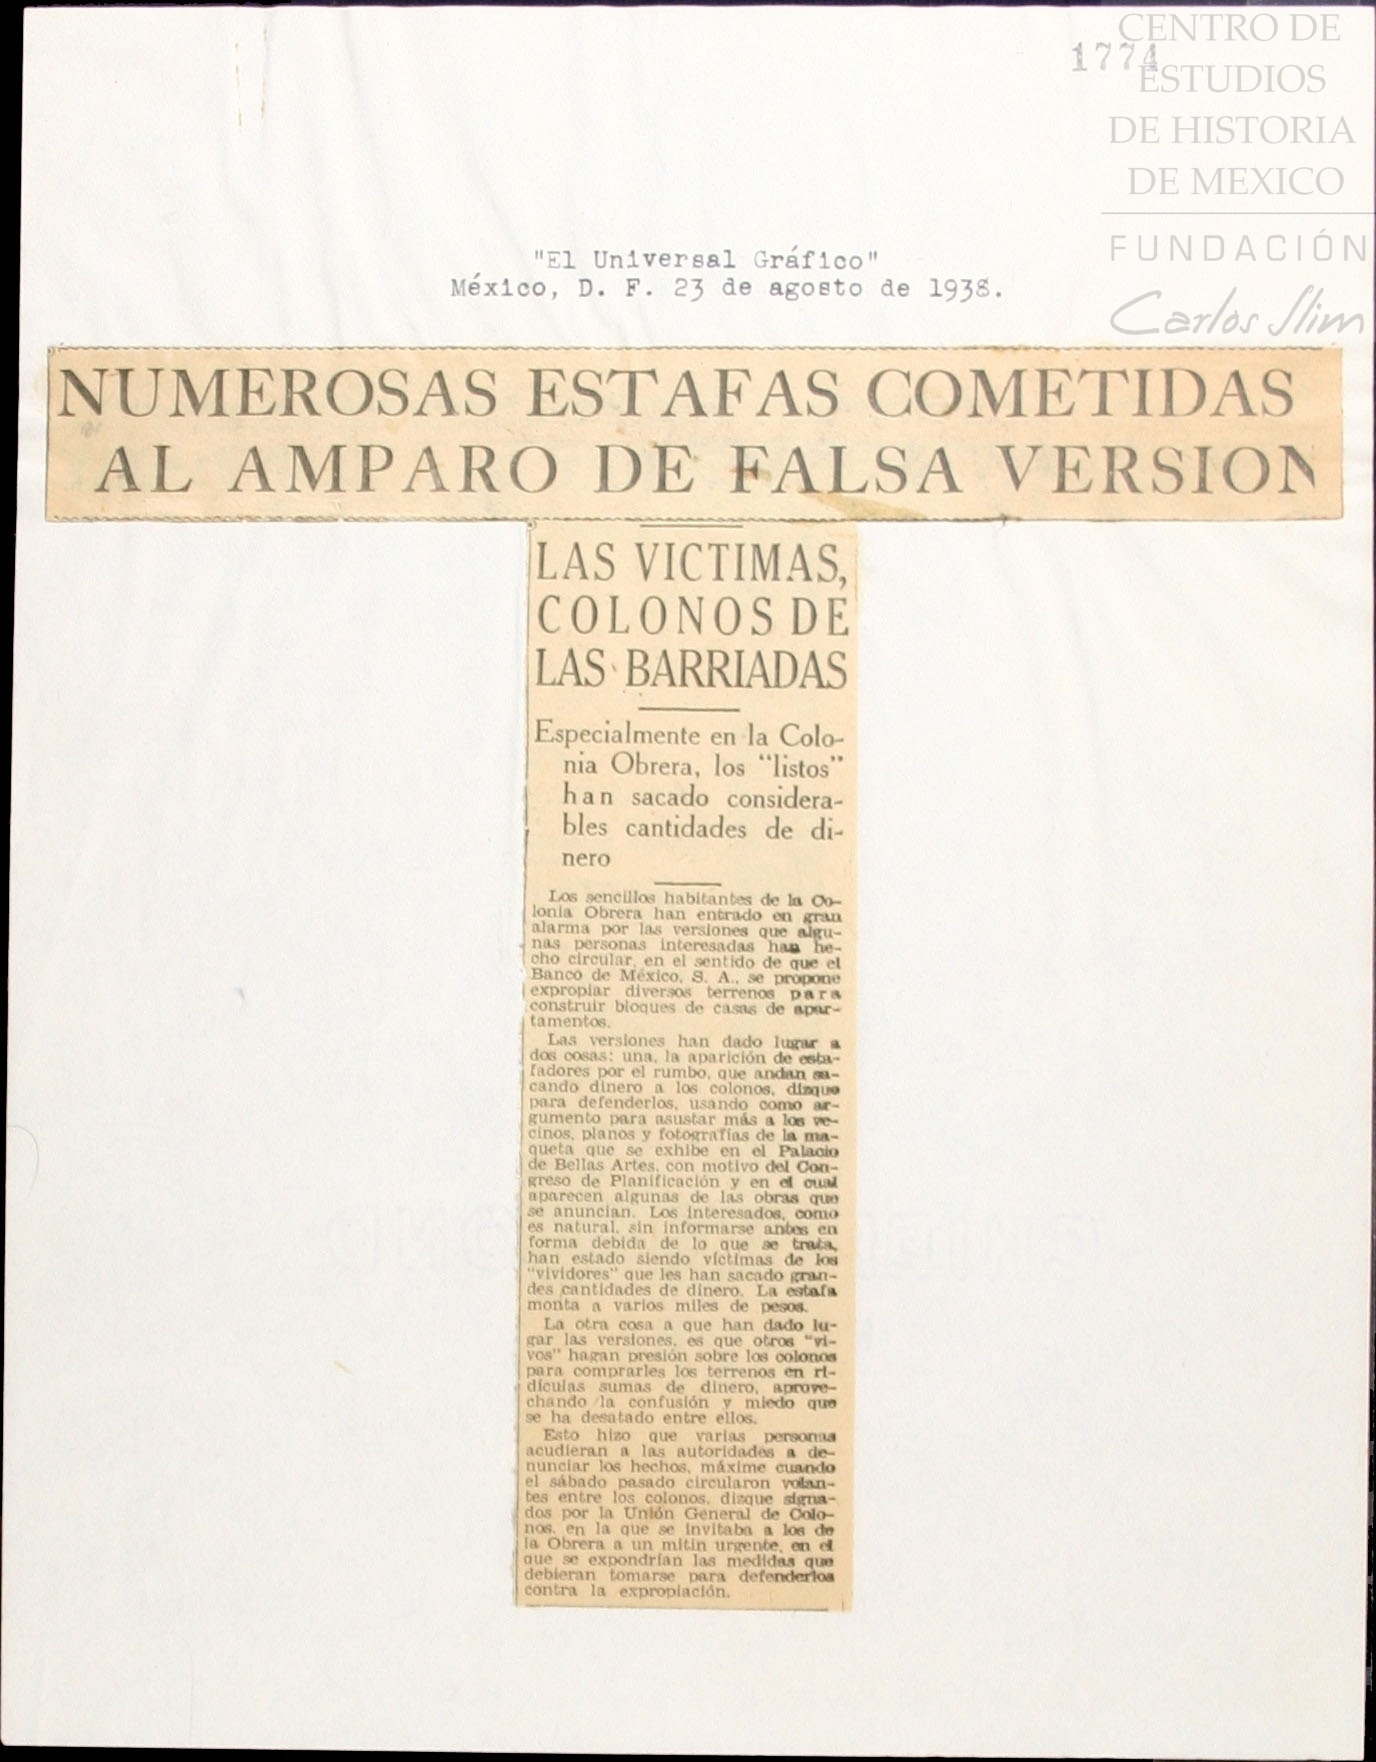 CENTRO DE
1774
ESTUDIOS
DE HISTORIA
DE MEXICO
FUNDACIÓN
Carlos Slim
"El Universal Gráfico"
México, D. F. 23 de agosto de 1938.
NUMEROSAS ESTAFAS COMETIDAS
AL AMPARO DE FALSA VERSION
LAS VICTIMAS,
COLONOS DE
LAS BARRIADAS
Especialmente en la Colo-
nia Obrera, los "listos"
han sacado considera-
bles cantidades de di-
nero
Los sencillos habitantes de la Co-
lonia Obrera han entrado en gran
alarma por las versiones que algu-
nas personas interesadas han he-
cho circular, en el sentido de que el
Banco de México, S. A., se propone
expropiar diversos terrenos para
construir bloques de casas de apar-
tamentos.
Las versiones han dado lugar a
dos cosas: una, la aparición de esta-
fadores por el rumbo, que andan sa-
cando dinero a los colonos, dizque
para defenderlos, usando como ar-
gumento para asustar más a los ve-
cinos, planos y fotografías de la ma-
queta que se exhibe en el Palacio
de Bellas Artes, con motivo del Con-
greso de Planificación y en el cual
aparecen algunas de las obras que
se anuncian. Los interesados, como
es natural, sin informarse antes en
forma debida de lo que se trata,
han estado siendo víctimas de los
"vividores" que les han sacado gran-
des cantidades de dinero. La estafa
monta a varios miles de pesos.
La otra cosa a que han dado lu-
gar las versiones, es que otros "vi-
vos" hagan presión sobre los colonos
para comprarles los terrenos en ri-
dículas sumas de dinero, aprove-
chando la confusión y miedo que
se ha desatado entre ellos.
Esto hizo que varias personas
acudieran a las autoridades a de-
nunciar los hechos, máxime cuando
el sábado pasado circularon volan-
tes entre los colonos, dizque signa-
dos por la Unión General de Colo-
nos, en la que se invitaba a los de
la Obrera a un mitin urgente, en el
que se expondrían las medidas que
debieran tomarse para defenderlos
contra la expropiación.